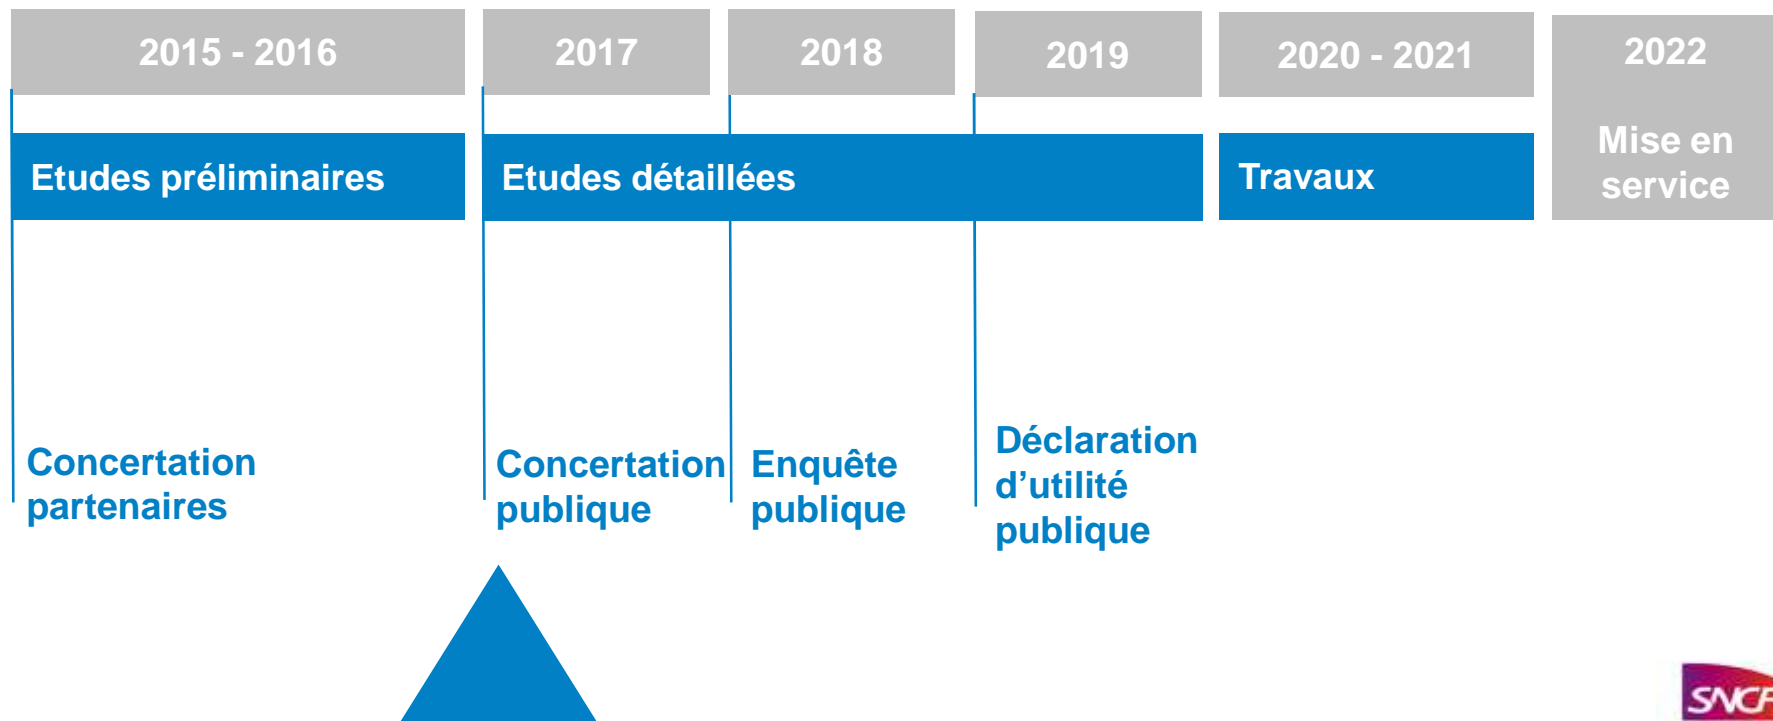 2015 - 2016
2017
2018
2019
2020 - 2021
2022
Mise en
service
Etudes préliminaires
Etudes détaillées
Travaux
Concertation
partenaires
Concertation
publique
Enquête
publique
Déclaration
d’utilité
publique
SNCF